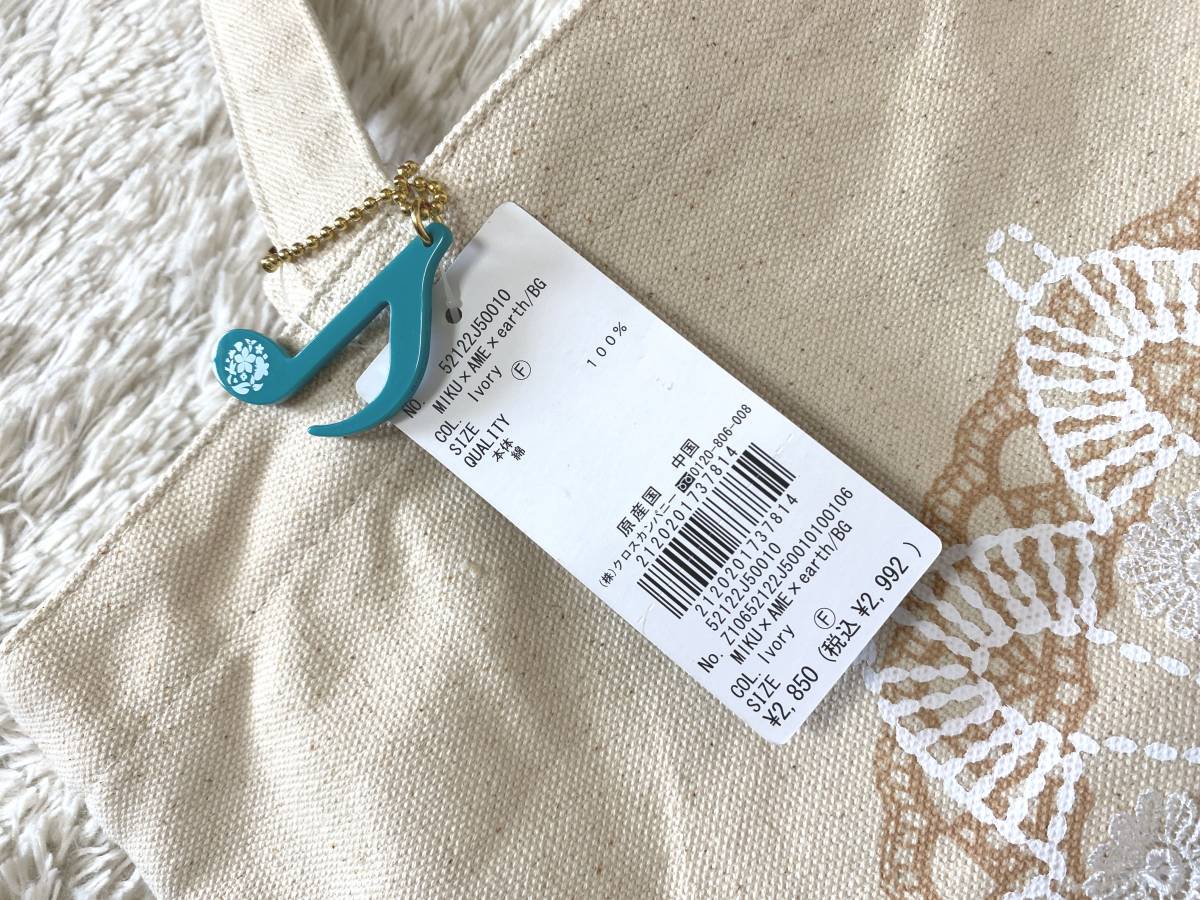 NO. 52122J50010
MIKU×AME×earth/BG
COL. Ivory
SIZE Ⓕ
QUALITY
本体
綿 100%
原産国 中国
(株)クロスカンパニー 0120-806-008
2120201737814
2120201737814
52122J50010
No. Z10652122J50010100106
MIKU×AME×earth/BG
COL. Ivory
SIZE Ⓕ
¥2,850 (税込 ¥2,992 )